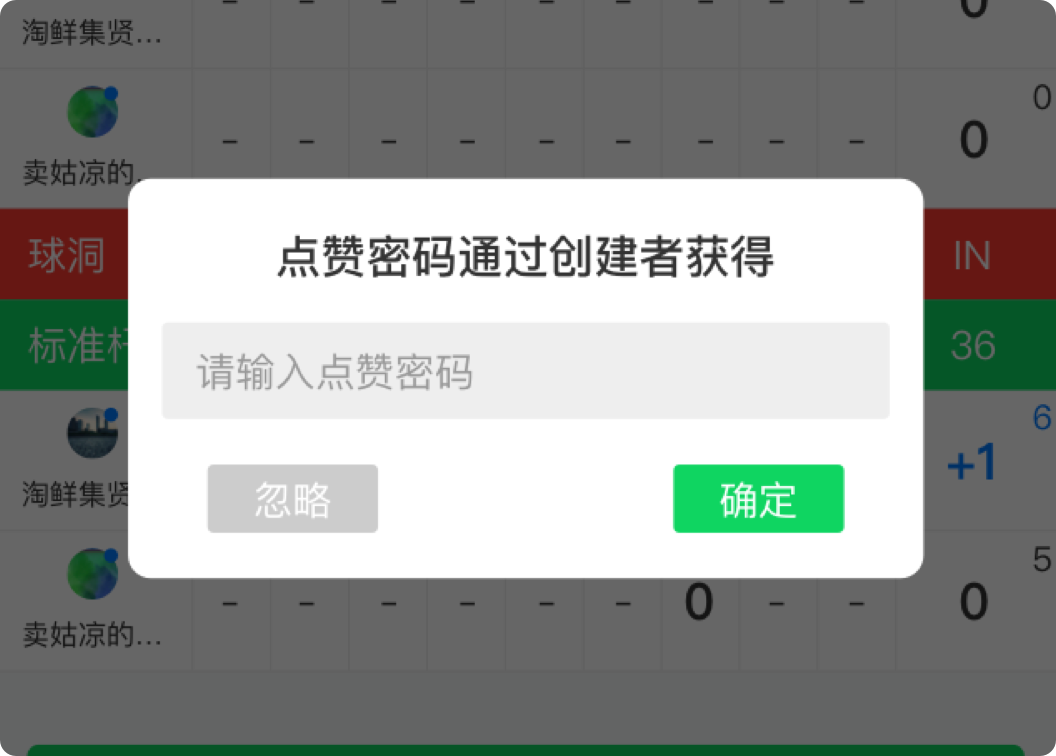 0
淘鲜集贤...
0
- - - - - - - - - 0
卖姑凉的...
球洞 IN
点赞密码通过创建者获得
标准杆 36
请输入点赞密码
6
+1
淘鲜集贤
忽略 确定
5
- - - - - - 0 - - 0
卖姑凉的...